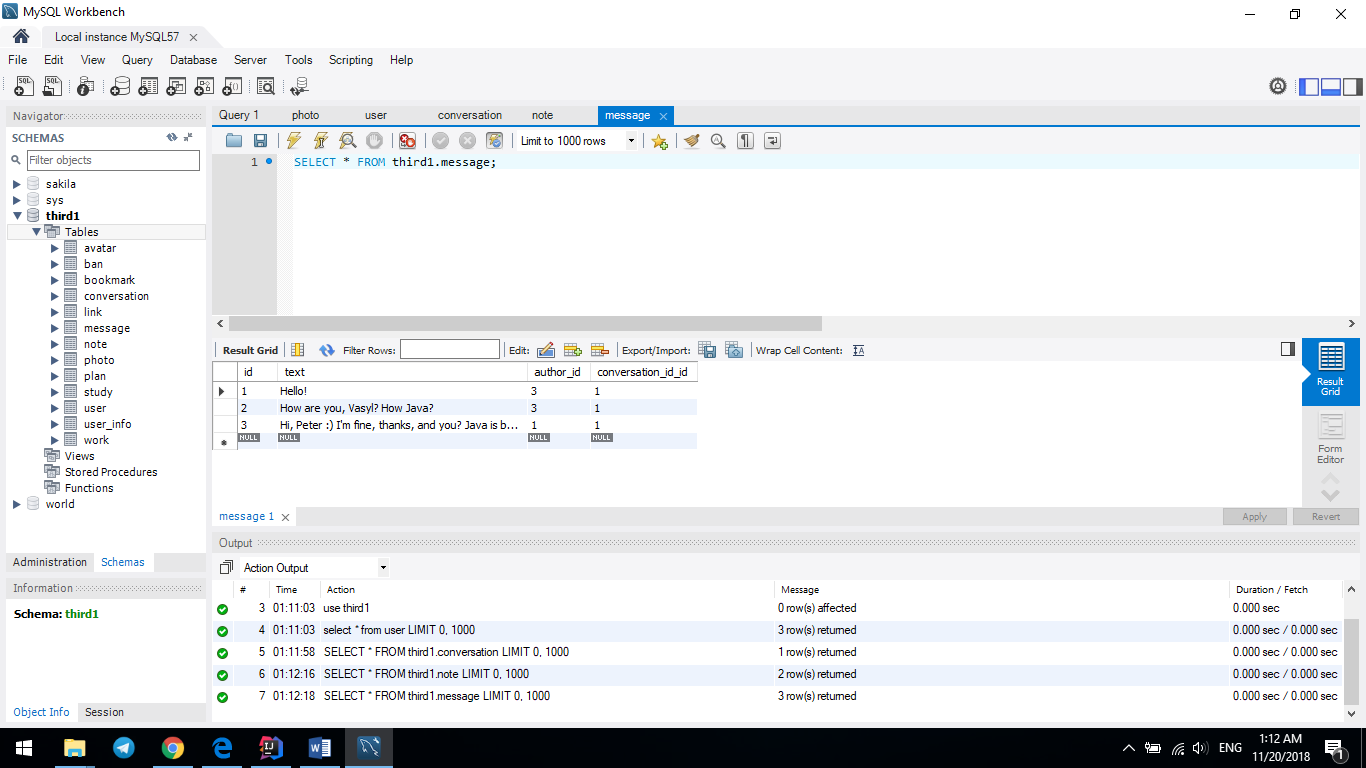 MySQL Workbench
Local instance MySQL57
File Edit View Query Database Server Tools Scripting Help
Navigator
SCHEMAS
Filter objects
sakila
sys
third1
Tables
avatar
ban
bookmark
conversation
link
message
note
photo
plan
study
user
user_info
work
Views
Stored Procedures
Functions
world
Administration Schemas
Information
Schema: third1
Object Info Session
Query 1 photo user conversation note message
Limit to 1000 rows
1 SELECT * FROM third1.message;
Result Grid Filter Rows: Edit: Export/Import: Wrap Cell Content:
id text author_id conversation_id_id
1 Hello! 3 1
2 How are you, Vasyl? How Java? 3 1
3 Hi, Peter :) I'm fine, thanks, and you? Java is b... 1 1
NULL NULL NULL NULL
Result
Grid
Form
Editor
message 1
Apply Revert
Output
Action Output
# Time Action Message Duration / Fetch
3 01:11:03 use third1 0 row(s) affected 0.000 sec
4 01:11:03 select * from user LIMIT 0, 1000 3 row(s) returned 0.000 sec / 0.000 sec
5 01:11:58 SELECT * FROM third1.conversation LIMIT 0, 1000 1 row(s) returned 0.000 sec / 0.000 sec
6 01:12:16 SELECT * FROM third1.note LIMIT 0, 1000 2 row(s) returned 0.000 sec / 0.000 sec
7 01:12:18 SELECT * FROM third1.message LIMIT 0, 1000 3 row(s) returned 0.000 sec / 0.000 sec
ENG
1:12 AM
11/20/2018
1